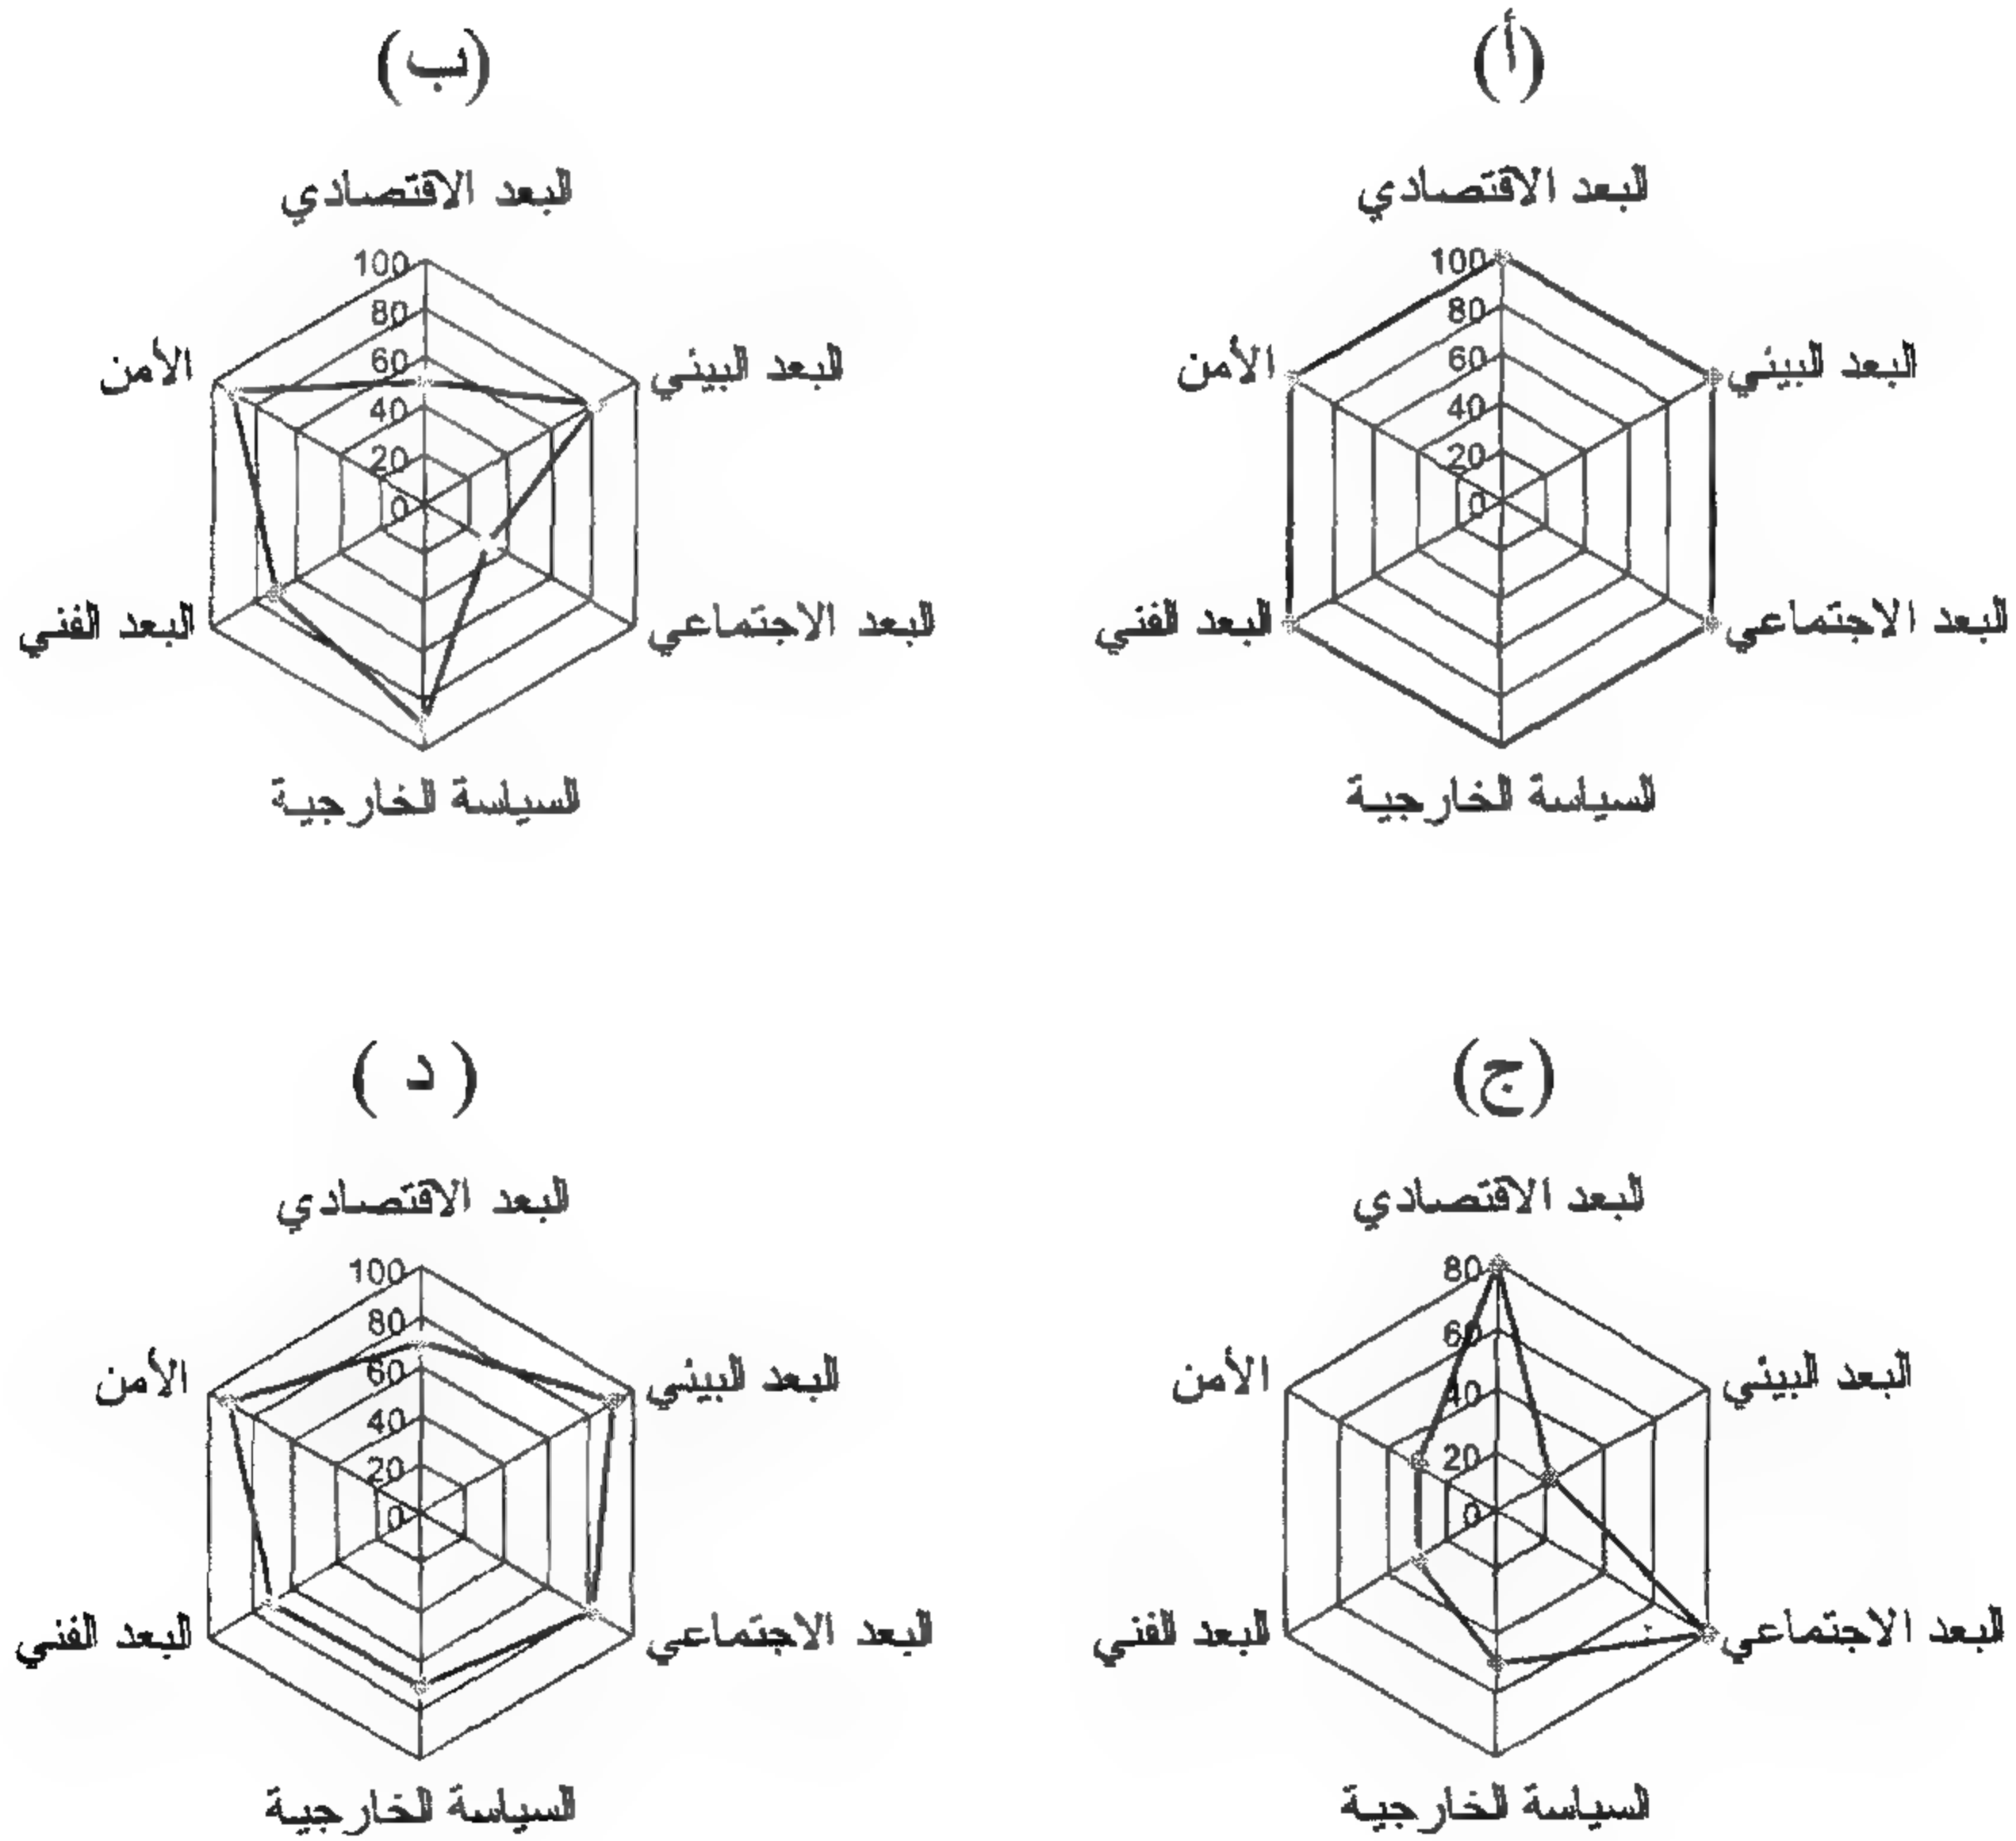 (أ)
البعد الاقتصادي
100
80
60
40
20
0
البعد البيئي
الأمن
البعد الاجتماعي
البعد الفني
السياسة الخارجية
(ب)
البعد الاقتصادي
100
80
60
40
20
0
البعد البيئي
الأمن
البعد الاجتماعي
البعد الفني
السياسة الخارجية
(ج)
البعد الاقتصادي
80
60
40
20
0
البعد البيئي
الأمن
البعد الاجتماعي
البعد الفني
السياسة الخارجية
( د )
البعد الاقتصادي
100
80
60
40
20
0
البعد البيئي
الأمن
البعد الاجتماعي
البعد الفني
السياسة الخارجية